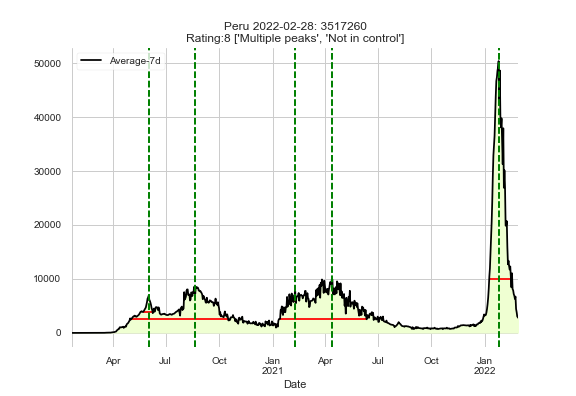 Peru 2022-02-28: 3517260
Rating:8 ['Multiple peaks', 'Not in control']
Average-7d
50000
40000
30000
20000
10000
0
Apr Jul Oct Jan Apr Jul Oct Jan
2021 2022
Date